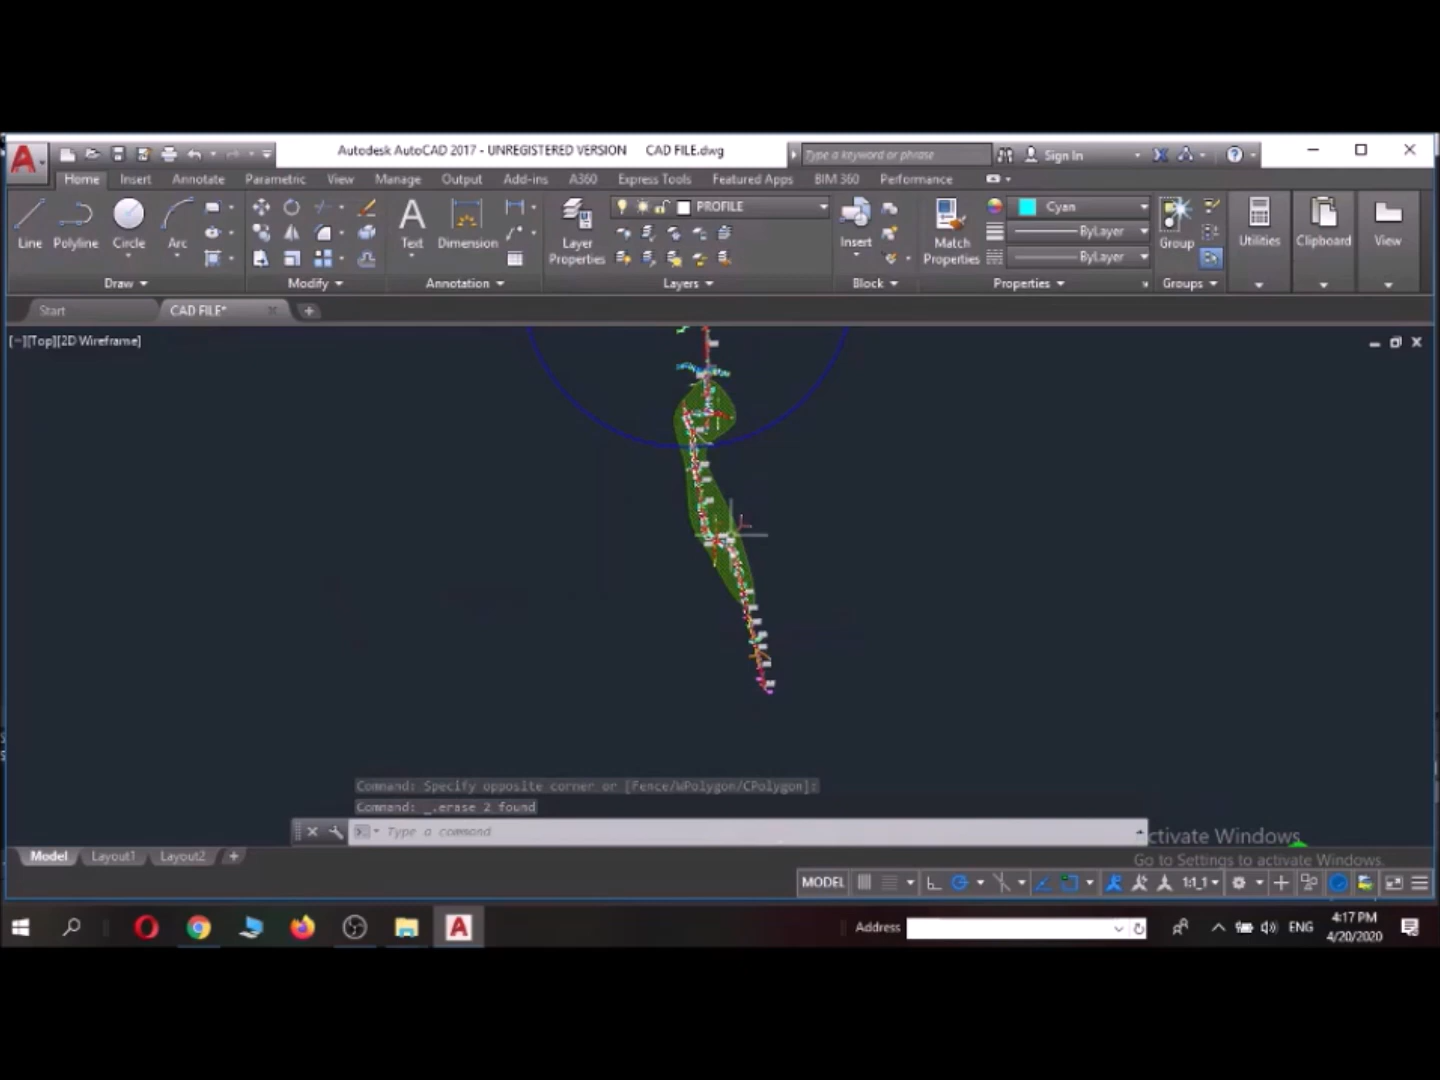 Autodesk AutoCAD 2017 - UNREGISTERED VERSION CAD FILE.dwg
Type a keyword or phrase
Sign In
Home Insert Annotate Parametric View Manage Output Add-ins A360 Express Tools Featured Apps BIM 360 Performance
PROFILE
Cyan
ByLayer
ByLayer
Line Polyline Circle Arc
Text Dimension
Layer Properties
Insert
Match Properties
Group
Utilities Clipboard View
Draw Modify Annotation Layers Block Properties Groups
Start CAD FILE*
[−][Top][2D Wireframe]
Command: Specify opposite corner or [Fence/WPolygon/CPolygon]:
Command: _.erase 2 found
Type a command
ctivate Windows
Go to Settings to activate Windows.
Model Layout1 Layout2
MODEL
1:1_1
Address
ENG
4:17 PM
4/20/2020